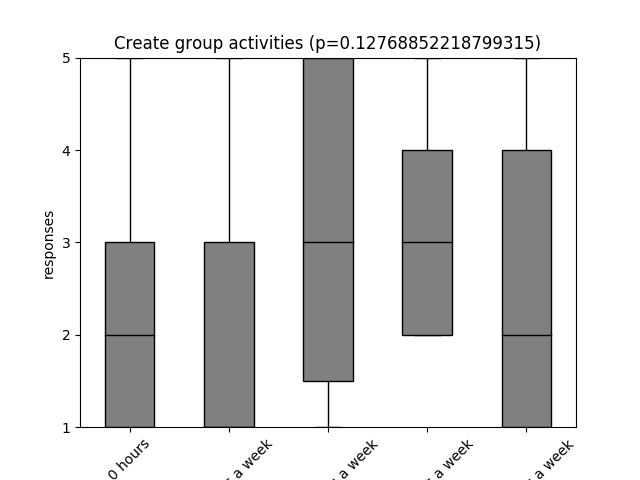 Create group activities (p=0.12768852218799315)
responses
5
4
3
2
1
0 hours
a week
a week
a week
a week